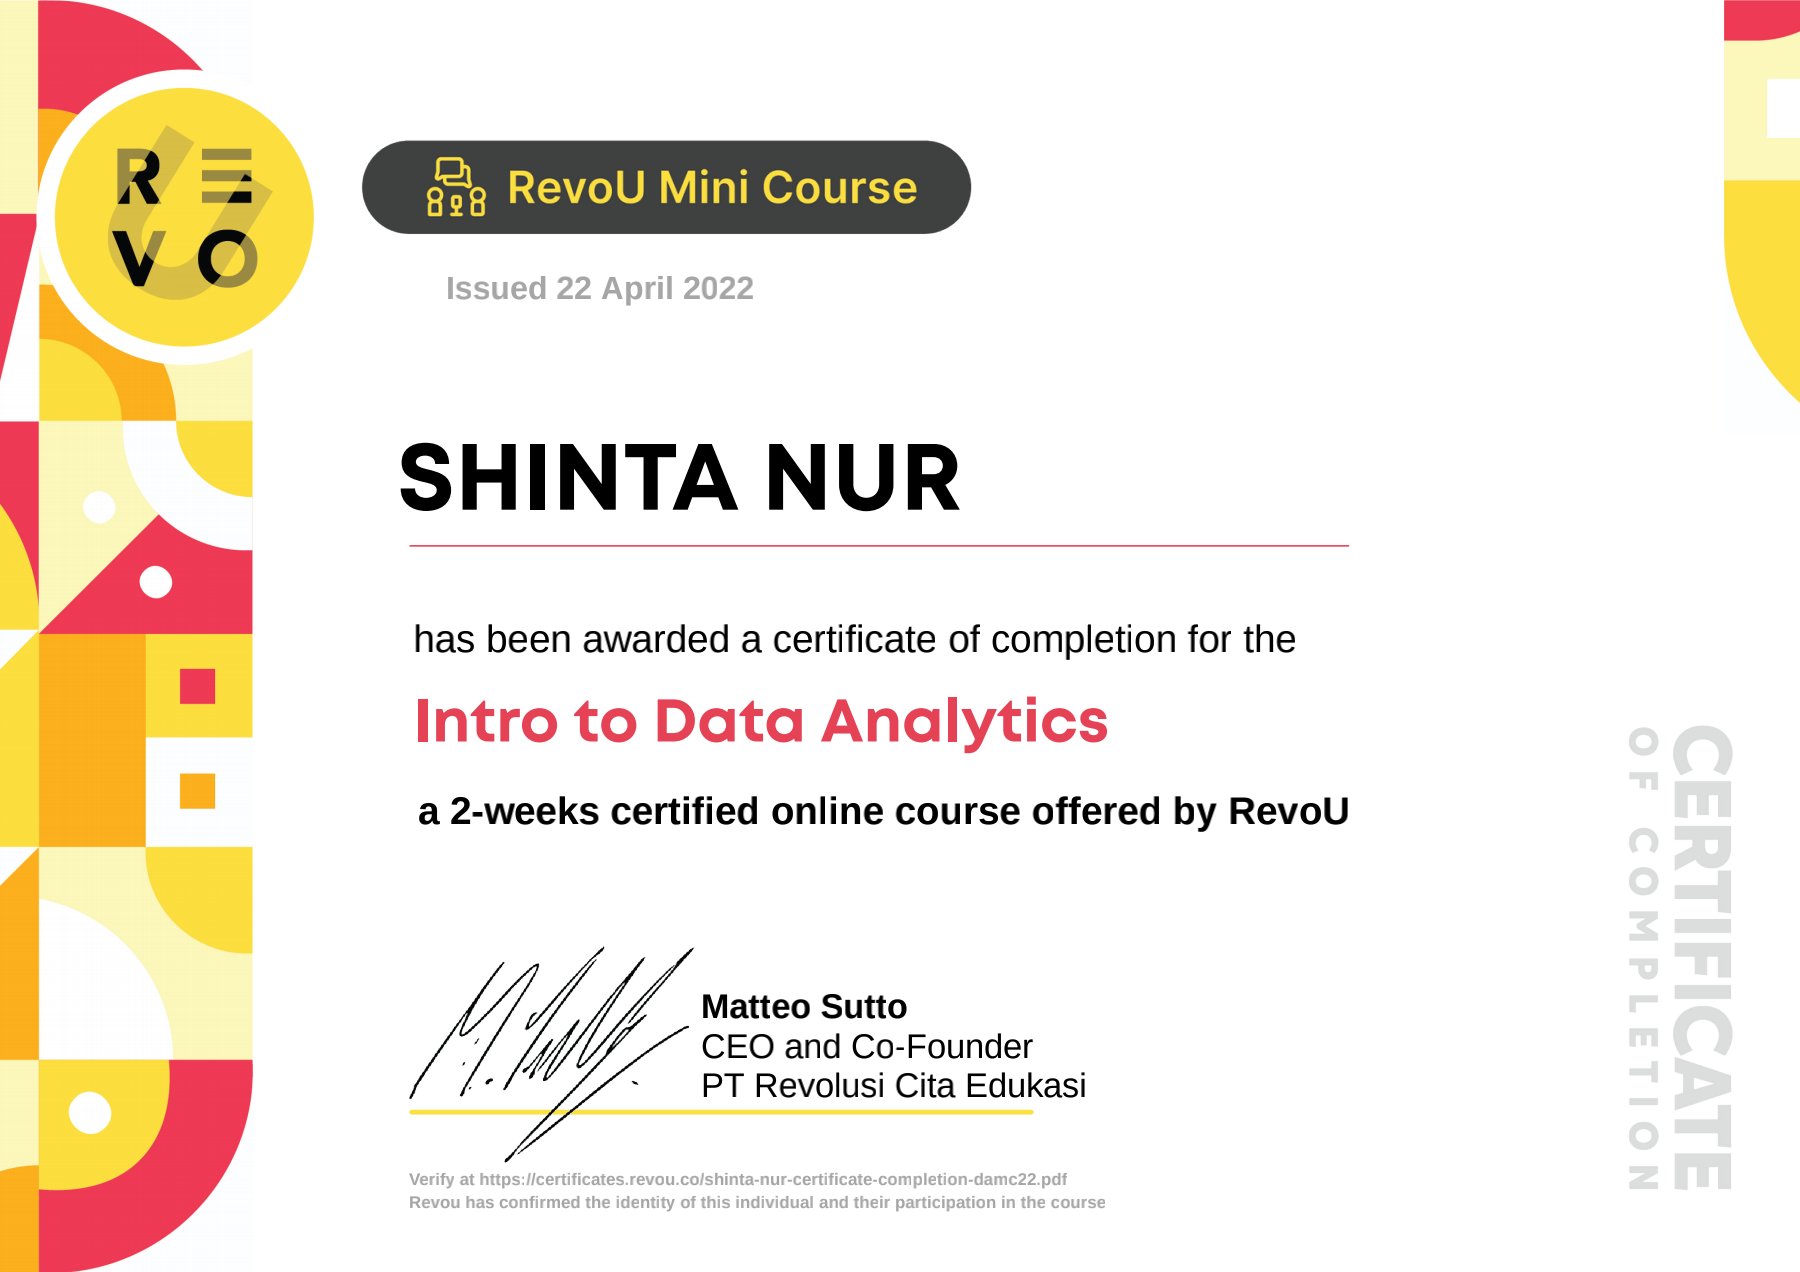 R E
V O
U
RevoU Mini Course
Issued 22 April 2022
SHINTA NUR
has been awarded a certificate of completion for the
Intro to Data Analytics
a 2-weeks certified online course offered by RevoU
Matteo Sutto
CEO and Co-Founder
PT Revolusi Cita Edukasi
Verify at https://certificates.revou.co/shinta-nur-certificate-completion-damc22.pdf
Revou has confirmed the identity of this individual and their participation in the course
CERTIFICATE
OF COMPLETION